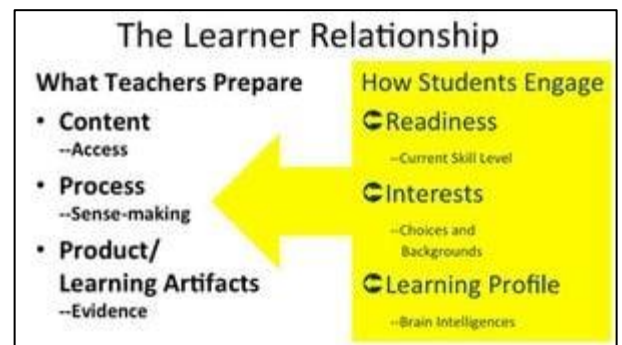 The Learner Relationship
What Teachers Prepare
• Content
--Access
• Process
--Sense-making
• Product/
Learning Artifacts
--Evidence
How Students Engage
⊂Readiness
--Current Skill Level
⊂Interests
--Choices and
Backgrounds
⊂Learning Profile
--Brain Intelligences